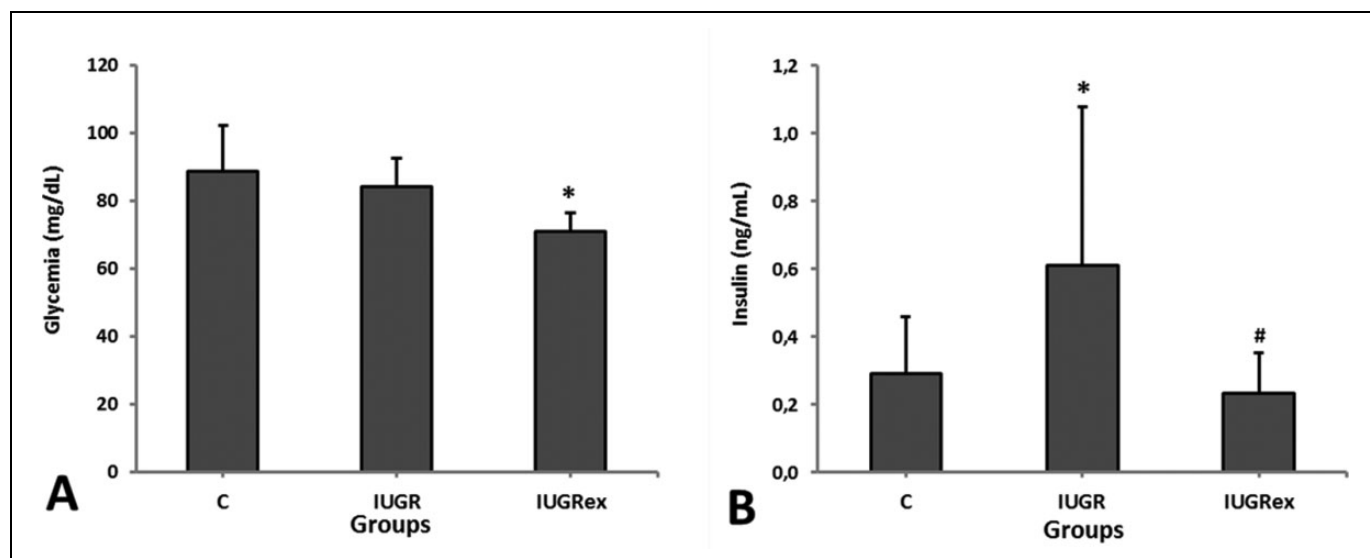 120
100
80
60
40
20
0
Glycemia (mg/dL)
*
C IUGR IUGRex
Groups
A
1,2
1,0
0,8
0,6
0,4
0,2
0,0
Insulin (ng/mL)
*
#
C IUGR IUGRex
Groups
B